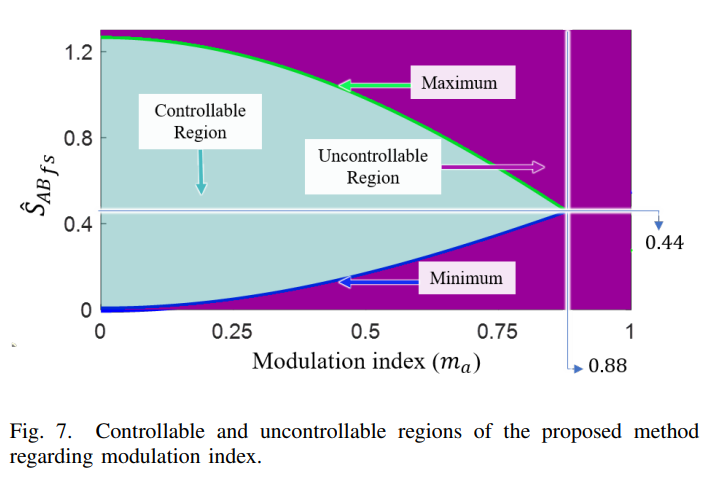 1.2
Maximum
Controllable
Region
0.8
Uncontrollable
Region
Ŝ_{ABfs}
0.4
0.44
Minimum
0
0 0.25 0.5 0.75 1
Modulation index (m_a)
0.88
Fig. 7. Controllable and uncontrollable regions of the proposed method
regarding modulation index.